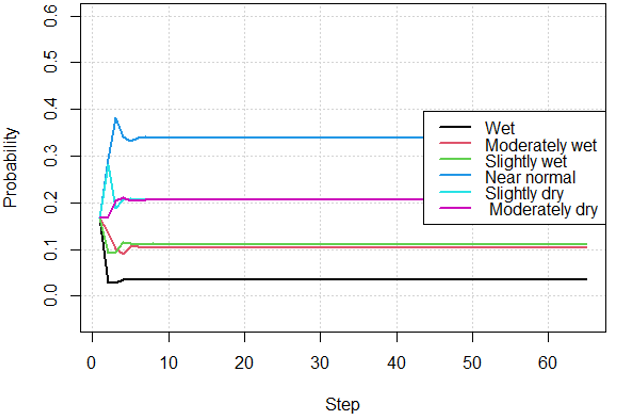 0.6
0.5
0.4
0.3
0.2
0.1
0.0
Probability
Wet
Moderately wet
Slightly wet
Near normal
Slightly dry
Moderately dry
0 10 20 30 40 50 60
Step